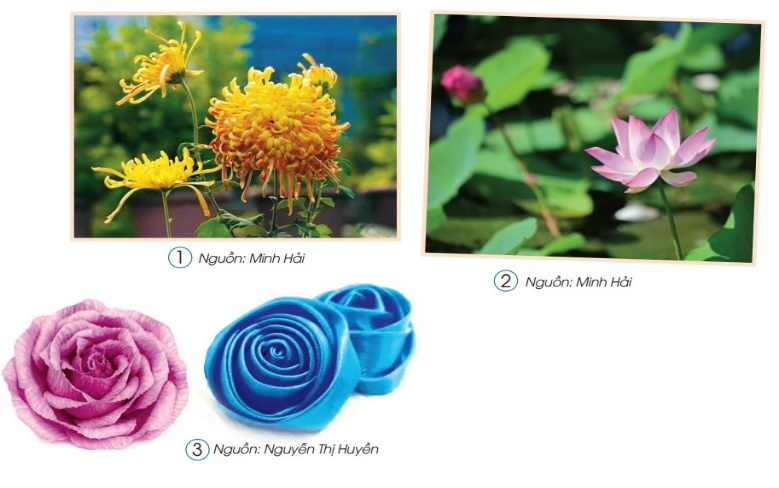 1 Nguồn: Minh Hải
2 Nguồn: Minh Hải
3 Nguồn: Nguyễn Thị Huyền